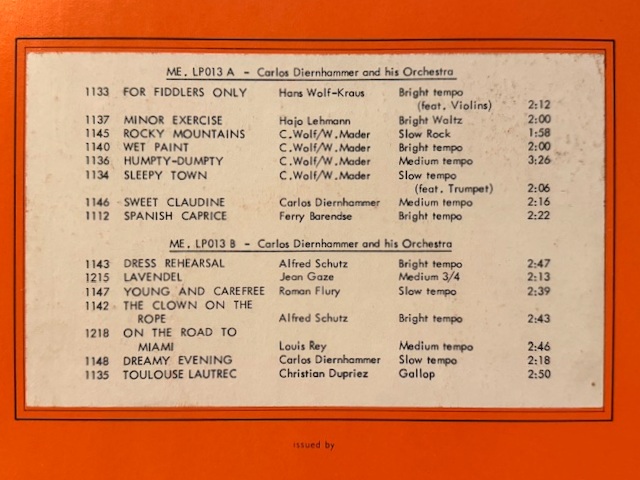 ME. LP013 A - Carlos Diernhammer and his Orchestra
1133 FOR FIDDLERS ONLY Hans Wolf-Kraus Bright tempo
(feat. Violins) 2:12
1137 MINOR EXERCISE Hajo Lehmann Bright Waltz 2:00
1145 ROCKY MOUNTAINS C.Wolf/W.Mader Slow Rock 1:58
1140 WET PAINT C.Wolf/W.Mader Bright tempo 2:00
1136 HUMPTY-DUMPTY C.Wolf/W.Mader Medium tempo 3:26
1134 SLEEPY TOWN C.Wolf/W.Mader Slow tempo
(feat. Trumpet) 2:06
1146 SWEET CLAUDINE Carlos Diernhammer Medium tempo 2:16
1112 SPANISH CAPRICE Ferry Barendse Bright tempo 2:22
ME. LP013 B - Carlos Diernhammer and his Orchestra
1143 DRESS REHEARSAL Alfred Schutz Bright tempo 2:47
1215 LAVENDEL Jean Gaze Medium 3/4 2:13
1147 YOUNG AND CAREFREE Roman Flury Slow tempo 2:39
1142 THE CLOWN ON THE
ROPE Alfred Schutz Bright tempo 2:43
1218 ON THE ROAD TO
MIAMI Louis Rey Medium tempo 2:46
1148 DREAMY EVENING Carlos Diernhammer Slow tempo 2:18
1135 TOULOUSE LAUTREC Christian Dupriez Gallop 2:50
issued by